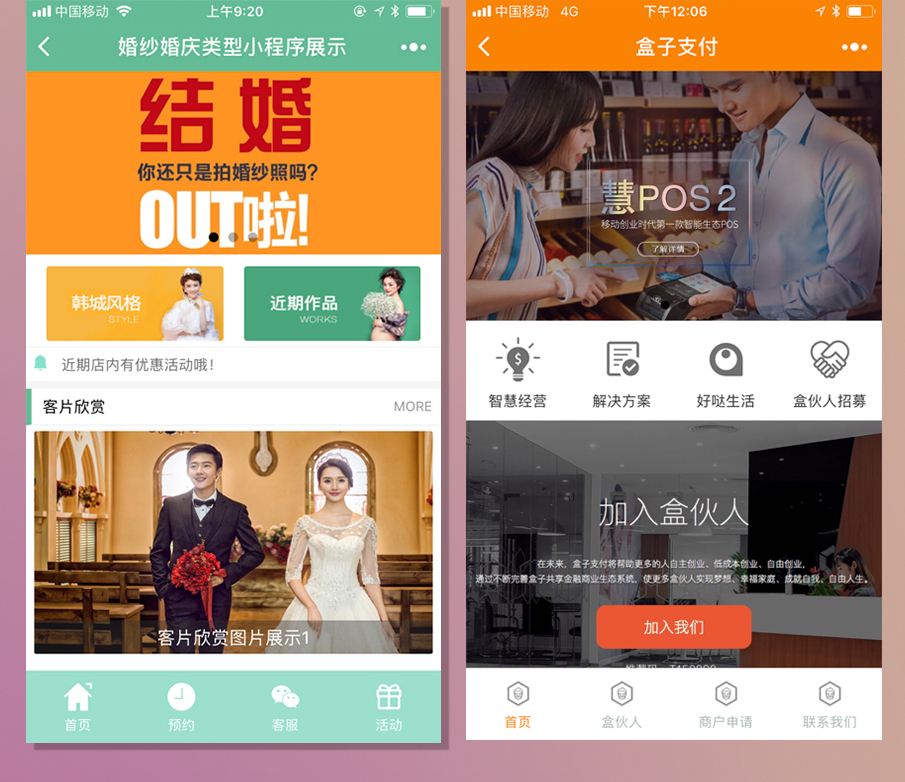 中国移动
上午9:20
婚纱婚庆类型小程序展示
结婚
你还只是拍婚纱照吗?
OUT啦!
韩城风格
STYLE
近期作品
WORKS
近期店内有优惠活动哦!
客片欣赏
MORE
客片欣赏图片展示1
首页
预约
客服
活动
中国移动 4G
下午12:06
盒子支付
慧POS 2
移动创业时代第一款智能生态POS
了解详情
智慧经营
解决方案
好哒生活
盒伙人招募
加入盒伙人
在未来，盒子支付将帮助更多的人自主创业、低成本创业、自由创业，
通过不断完善盒子共享金融商业生态系统，使更多盒伙人实现梦想、幸福家庭、成就自我、自由人生。
加入我们
首页
盒伙人
商户申请
联系我们